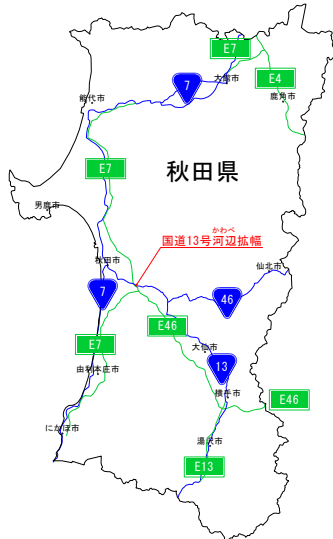 E7
大館市
7
E4
鹿角市
能代市
E7
秋田県
男鹿市
かわべ
国道13号河辺拡幅
秋田市
仙北市
7
46
E46
E7
大仙市
13
由利本荘市
横手市
E46
にかほ市
湯沢市
E13